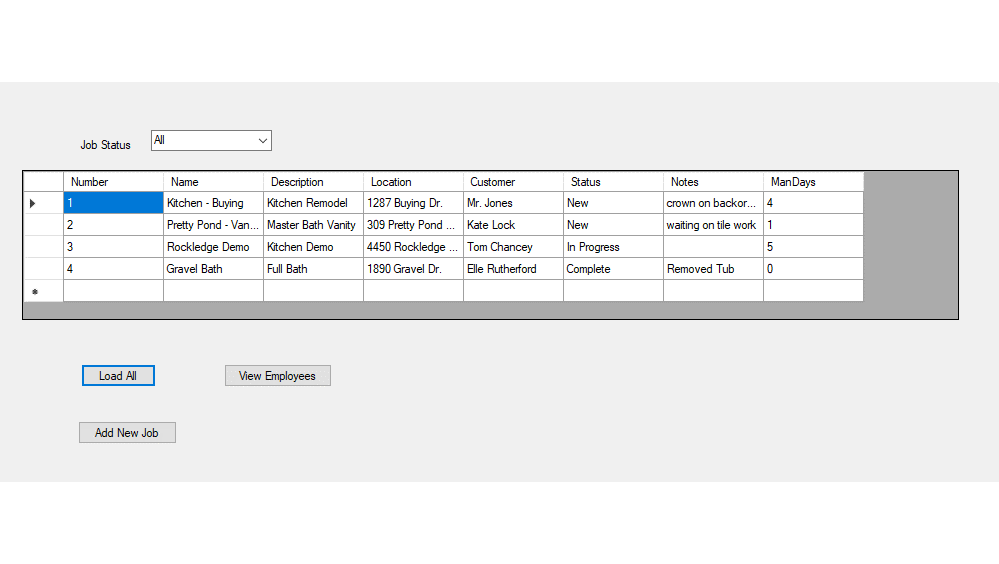 Job Status All
Number Name Description Location Customer Status Notes ManDays
1 Kitchen - Buying Kitchen Remodel 1287 Buying Dr. Mr. Jones New crown on backor... 4
2 Pretty Pond - Van... Master Bath Vanity 309 Pretty Pond ... Kate Lock New waiting on tile work 1
3 Rockledge Demo Kitchen Demo 4450 Rockledge ... Tom Chancey In Progress 5
4 Gravel Bath Full Bath 1890 Gravel Dr. Elle Rutherford Complete Removed Tub 0
Load All View Employees
Add New Job